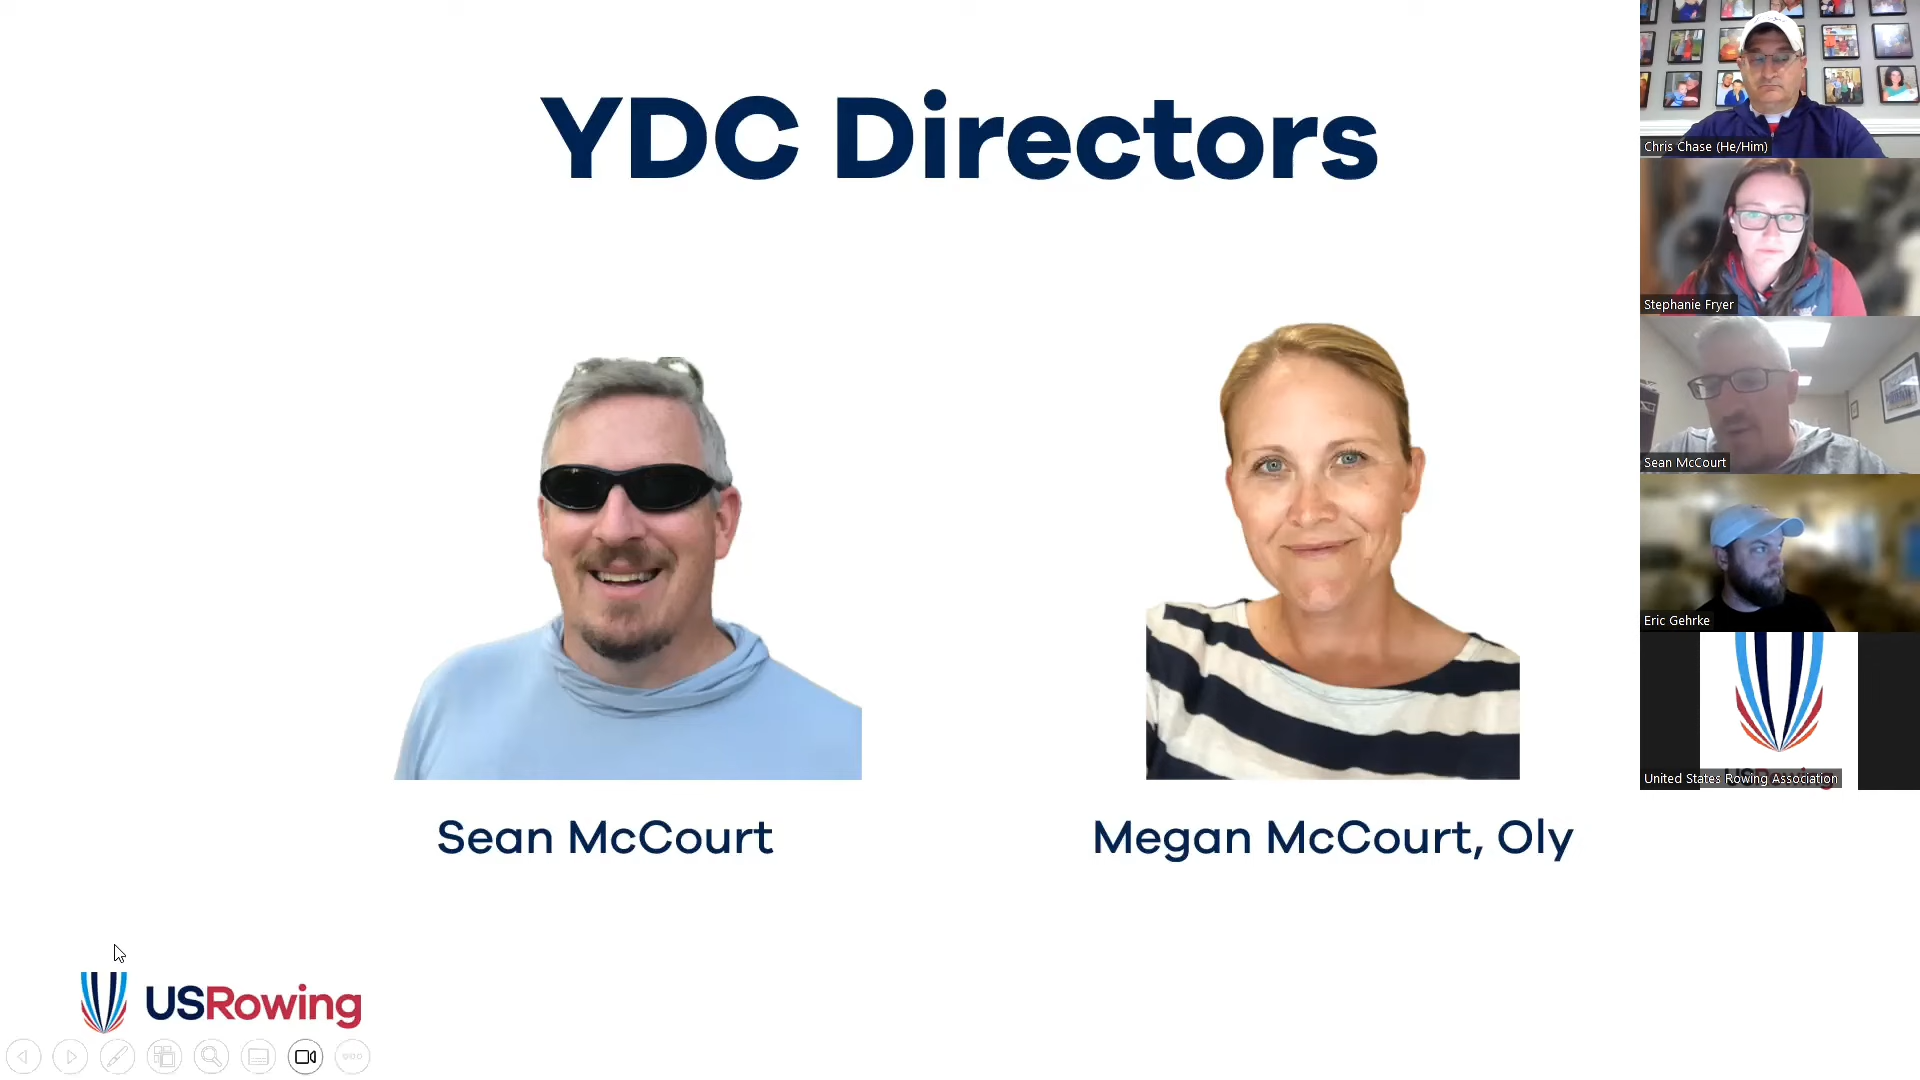 YDC Directors
Sean McCourt
Megan McCourt, Oly
USRowing
Chris Chase (He/Him)
Stephanie Fryer
Sean McCourt
Eric Gehrke
United States Rowing Association